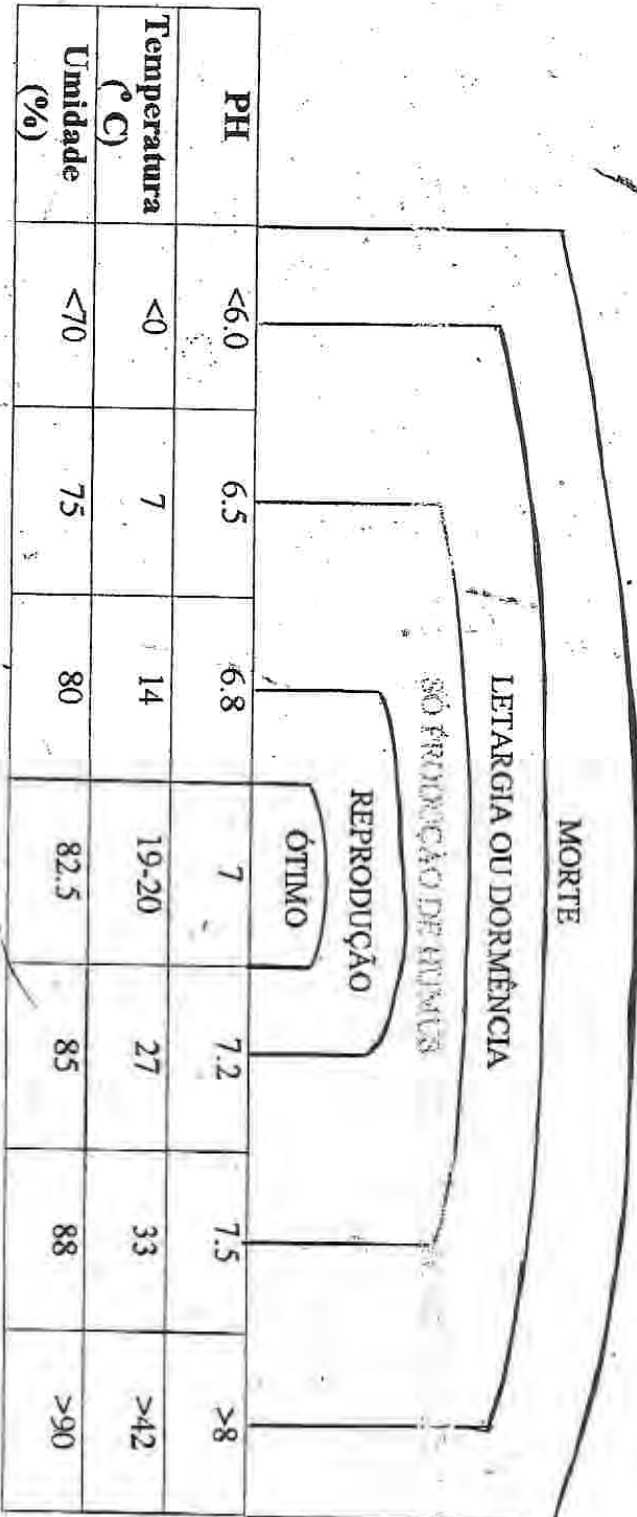 MORTE
LETARGIA OU DORMÊNCIA
SÓ PRODUÇÃO DE HUMUS
REPRODUÇÃO
ÓTIMO
PH <6.0 6.5 6.8 7 7.2 7.5 >8
Temperatura (°C) <0 7 14 19-20 27 33 >42
Umidade (%) <70 75 80 82.5 85 88 >90